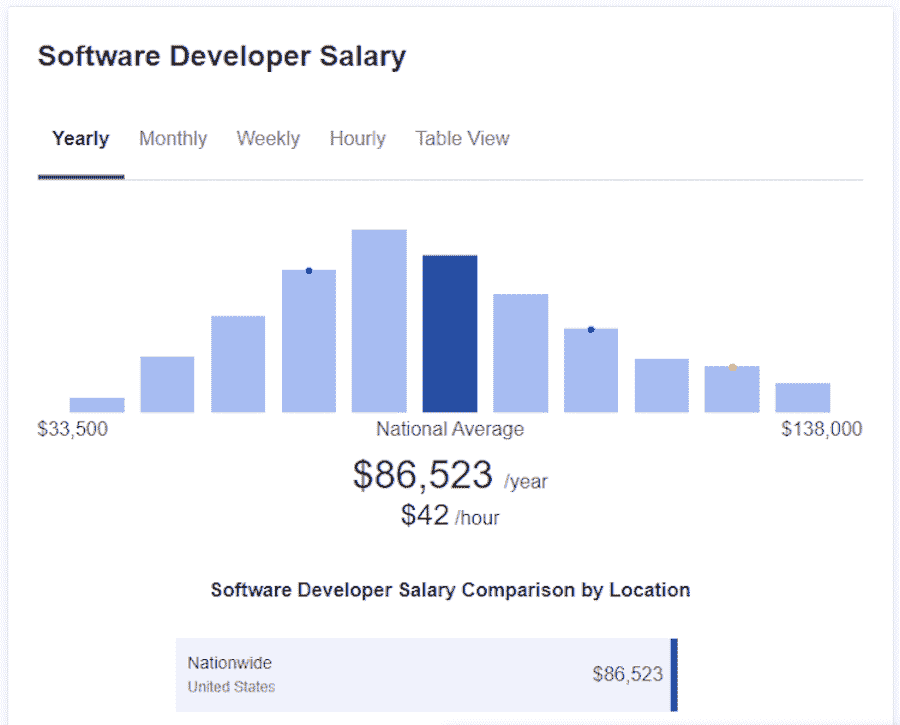 Software Developer Salary
Yearly Monthly Weekly Hourly Table View
$33,500 National Average $138,000
$86,523 /year
$42 /hour
Software Developer Salary Comparison by Location
Nationwide
$86,523
United States